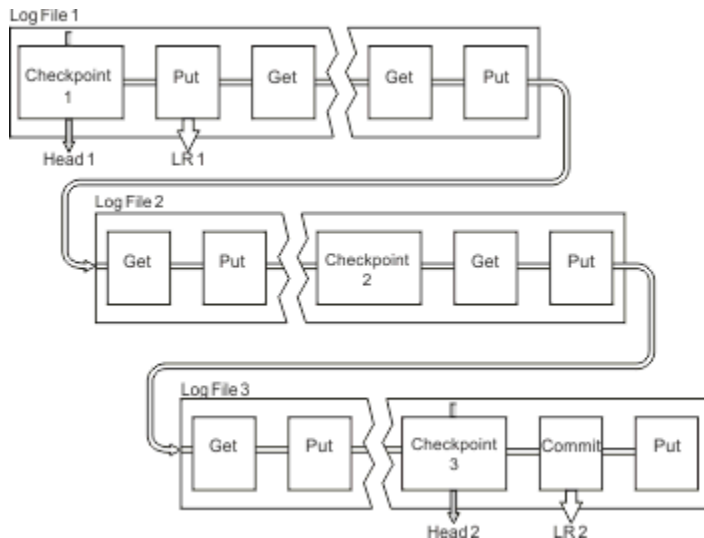 Log File 1
Checkpoint
1
Put
Get
Get
Put
Head 1
LR 1
Log File 2
Get
Put
Checkpoint
2
Get
Put
Log File 3
Get
Put
Checkpoint
3
Commit
Put
Head 2
LR 2